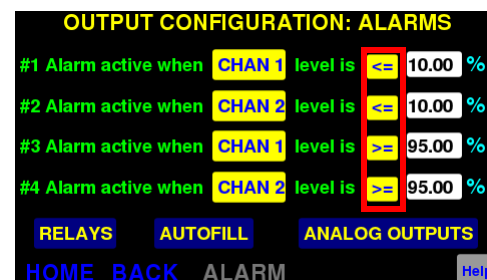 OUTPUT CONFIGURATION: ALARMS
#1 Alarm active when CHAN 1 level is <= 10.00 %
#2 Alarm active when CHAN 2 level is <= 10.00 %
#3 Alarm active when CHAN 1 level is >= 95.00 %
#4 Alarm active when CHAN 2 level is >= 95.00 %
RELAYS AUTOFILL ANALOG OUTPUTS
HOME BACK ALARM Help